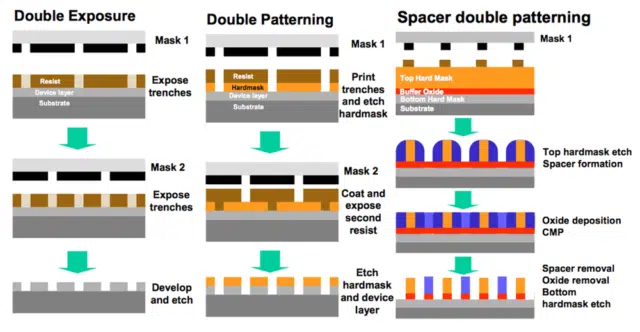 Double Exposure
Mask 1
Resist
Device layer
Substrate
Expose
trenches
Mask 2
Expose
trenches
Develop
and etch
Double Patterning
Mask 1
Resist
Hardmask
Device layer
Substrate
Print
trenches
and etch
hardmask
Mask 2
Coat and
expose
second
resist
Etch
hardmask
and device
layer
Spacer double patterning
Mask 1
Top Hard Mask
Buffer Oxide
Bottom Hard Mask
Substrate
Top hardmask etch
Spacer formation
Oxide deposition
CMP
Spacer removal
Oxide removal
Bottom
hardmask etch